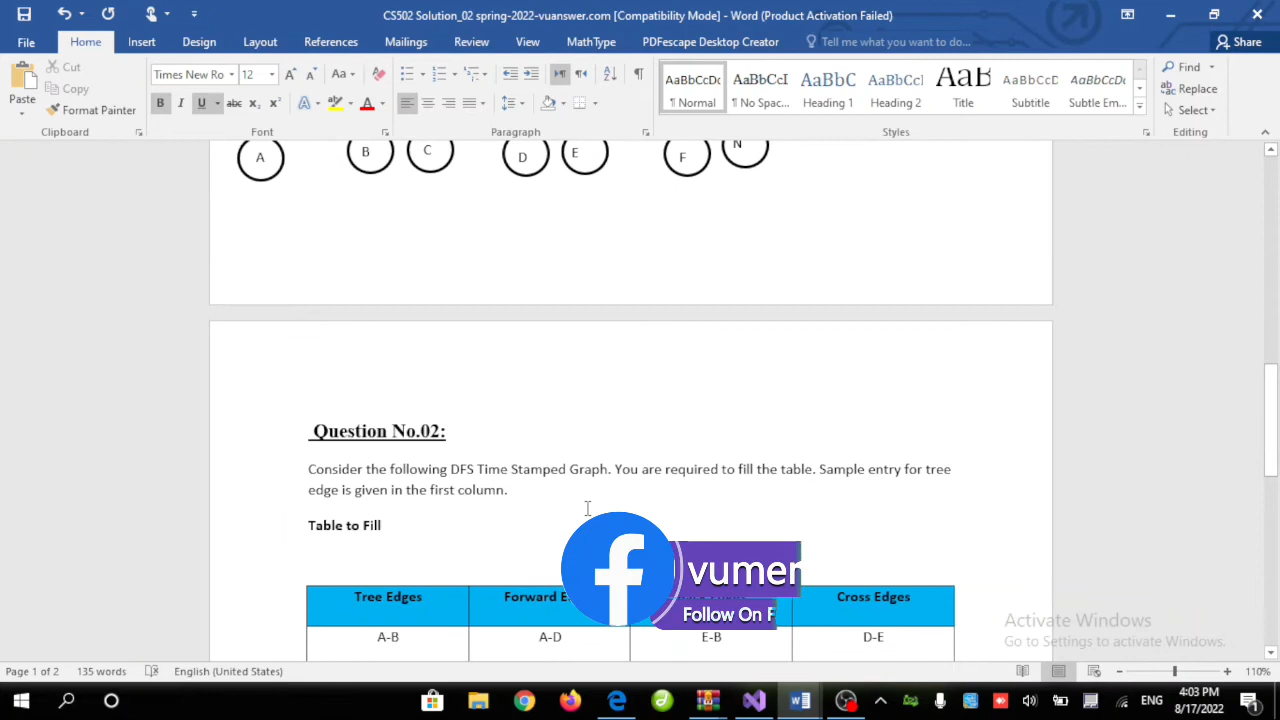 CS502 Solution_02 spring-2022-vuanswer.com [Compatibility Mode] - Word (Product Activation Failed)
File Home Insert Design Layout References Mailings Review View MathType PDFescape Desktop Creator Tell me what you want to do... Share
Paste
Cut
Copy
Format Painter
Clipboard
Times New Ro 12
Font
Paragraph
AaBbCcDc AaBbCcI AaBbC AaBbCcI AaB AaBbCcD AaBbCcDc
¶ Normal ¶ No Spac... Heading 1 Heading 2 Title Subtitle Subtle Em...
Styles
Find
Replace
Select
Editing
A B C D E F N
Question No.02:
Consider the following DFS Time Stamped Graph. You are required to fill the table. Sample entry for tree
edge is given in the first column.
Table to Fill
vumer
Follow On F
Tree Edges Forward E Cross Edges
A-B A-D E-B D-E
Activate Windows
Go to Settings to activate Windows.
Page 1 of 2 135 words English (United States) 110%
ENG 4:03 PM
8/17/2022